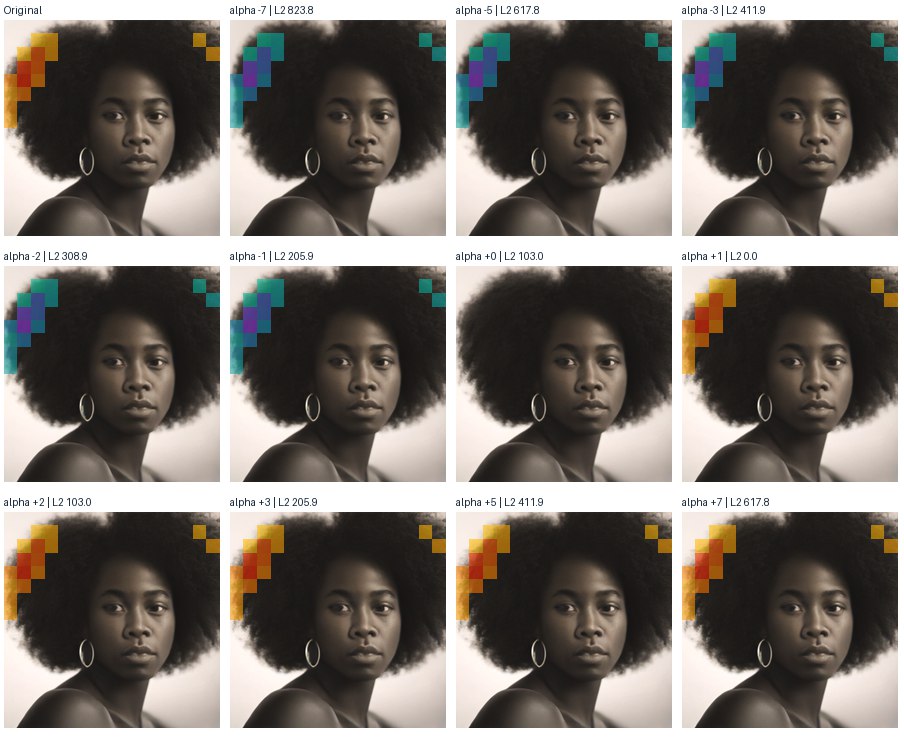 Original
alpha -7 | L2 823.8
alpha -5 | L2 617.8
alpha -3 | L2 411.9
alpha -2 | L2 308.9
alpha -1 | L2 205.9
alpha +0 | L2 103.0
alpha +1 | L2 0.0
alpha +2 | L2 103.0
alpha +3 | L2 205.9
alpha +5 | L2 411.9
alpha +7 | L2 617.8